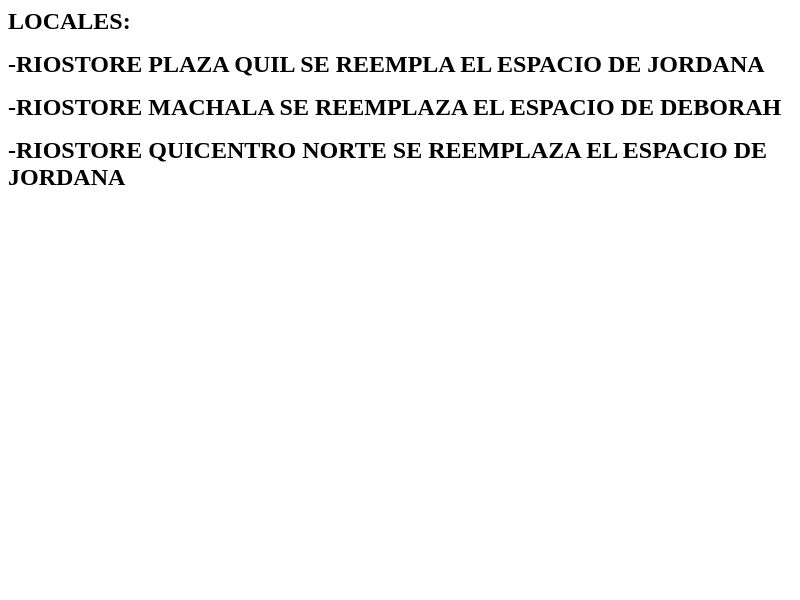 LOCALES:
-RIOSTORE PLAZA QUIL SE REEMPLA EL ESPACIO DE JORDANA
-RIOSTORE MACHALA SE REEMPLAZA EL ESPACIO DE DEBORAH
-RIOSTORE QUICENTRO NORTE SE REEMPLAZA EL ESPACIO DE
JORDANA